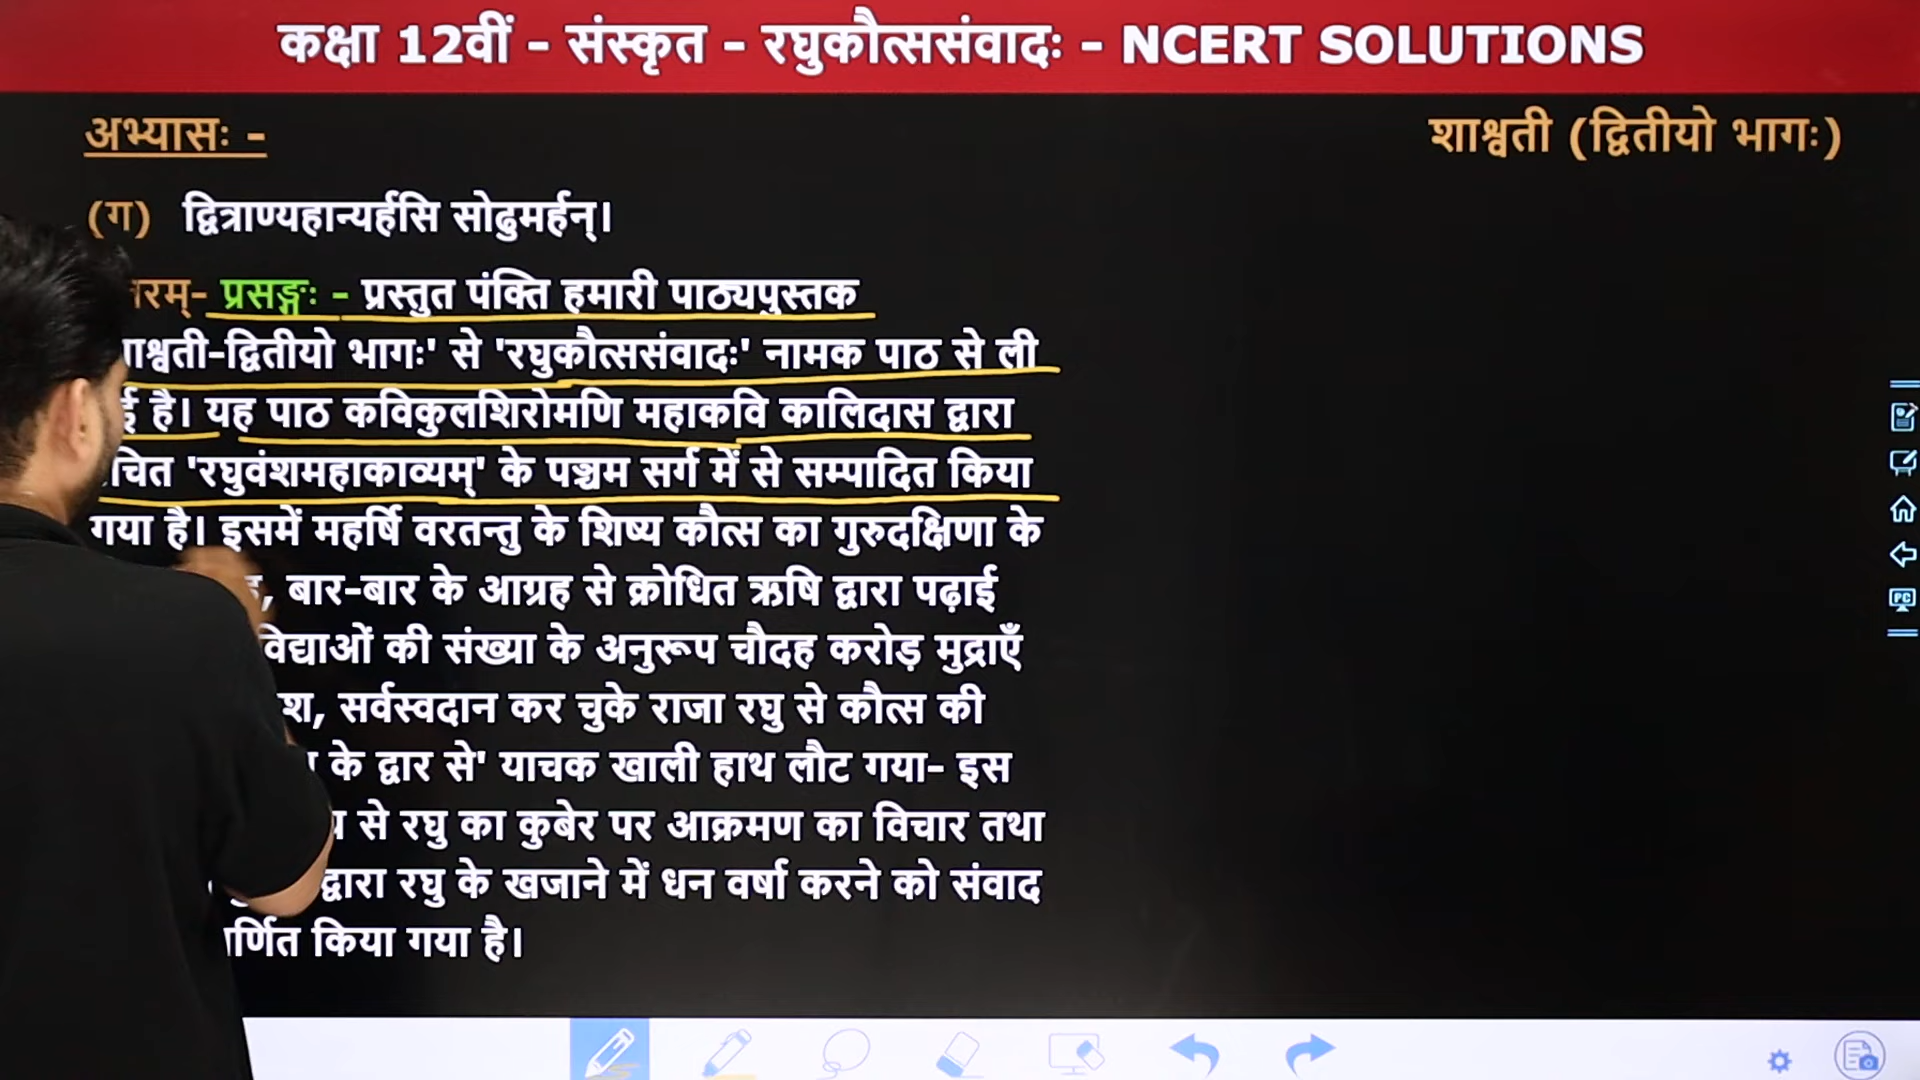 कक्षा 12वीं - संस्कृत - रघुकौत्ससंवादः - NCERT SOLUTIONS
अभ्यासः -
शाश्वती (द्वितीयो भागः)
(ग) द्वित्राण्यहान्यर्हसि सोढुमर्हन्।
प्रसङ्गः - प्रस्तुत पंक्ति हमारी पाठ्यपुस्तक
द्वितीयो भागः' से 'रघुकौत्ससंवादः' नामक पाठ से ली
है। यह पाठ कविकुलशिरोमणि महाकवि कालिदास द्वारा
'रघुवंशमहाकाव्यम्' के पञ्चम सर्ग में से सम्पादित किया
गया है। इसमें महर्षि वरतन्तु के शिष्य कौत्स का गुरुदक्षिणा के
बार-बार के आग्रह से क्रोधित ऋषि द्वारा पढ़ाई
विद्याओं की संख्या के अनुरूप चौदह करोड़ मुद्राएँ
सर्वस्वदान कर चुके राजा रघु से कौत्स की
के द्वार से' याचक खाली हाथ लौट गया- इस
से रघु का कुबेर पर आक्रमण का विचार तथा
द्वारा रघु के खजाने में धन वर्षा करने को संवाद
किया गया है।
PC